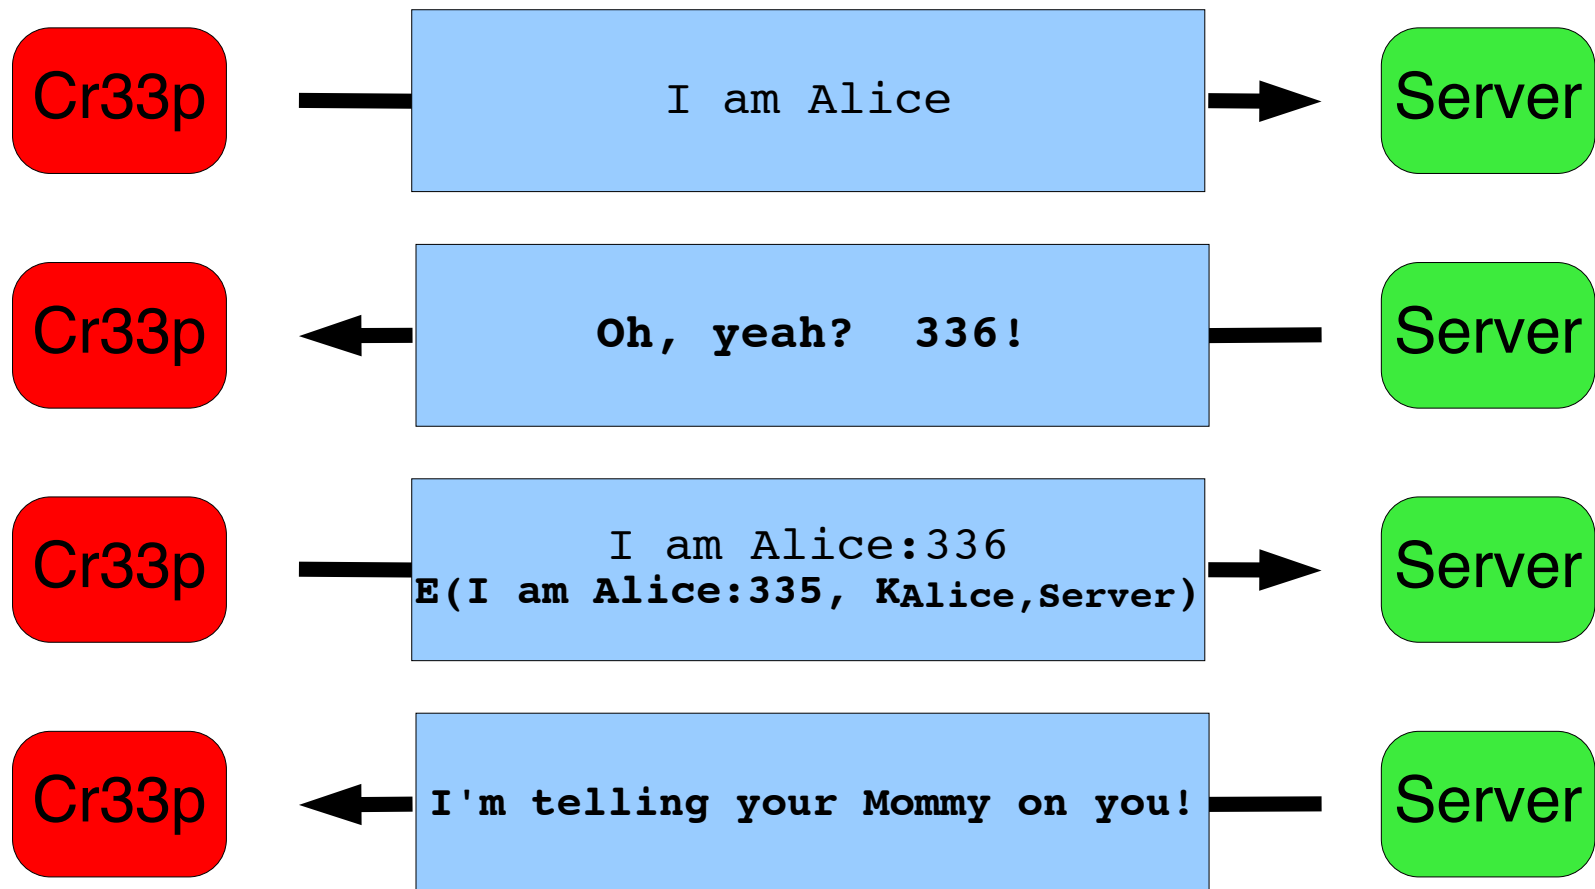 Cr33p
I am Alice
Server
Cr33p
Oh, yeah?  336!
Server
Cr33p
I am Alice:336
E(I am Alice:335, KAlice,Server)
Server
Cr33p
I'm telling your Mommy on you!
Server